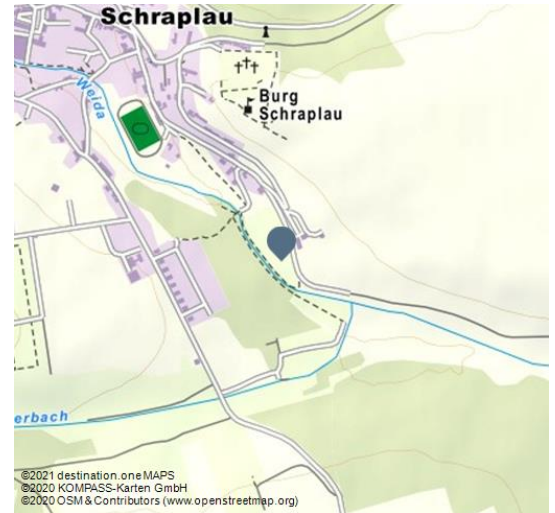 Schraplau
Weida
Burg
Schraplau
erbach
©2021 destination.one MAPS
©2020 KOMPASS-Karten GmbH
©2020 OSM & Contributors (www.openstreetmap.org)